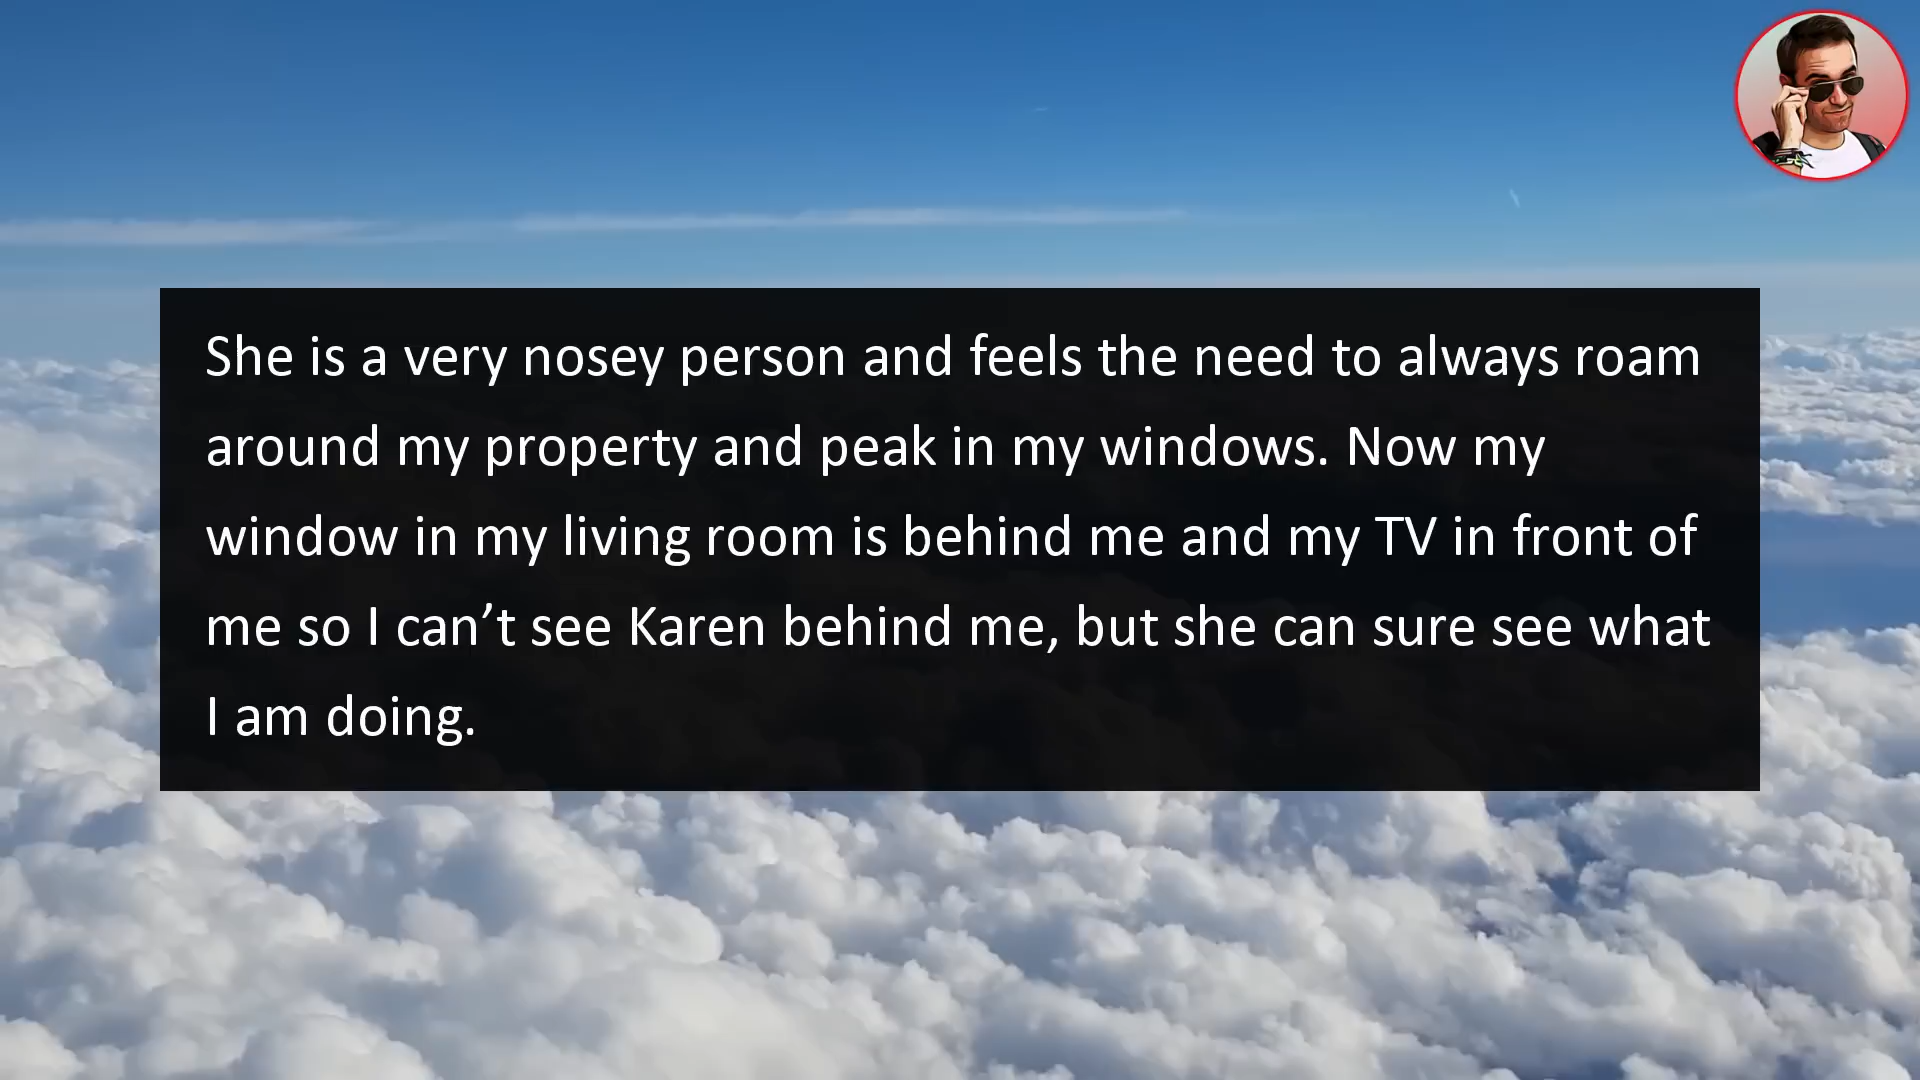 She is a very nosey person and feels the need to always roam
around my property and peak in my windows. Now my
window in my living room is behind me and my TV in front of
me so I can’t see Karen behind me, but she can sure see what
I am doing.